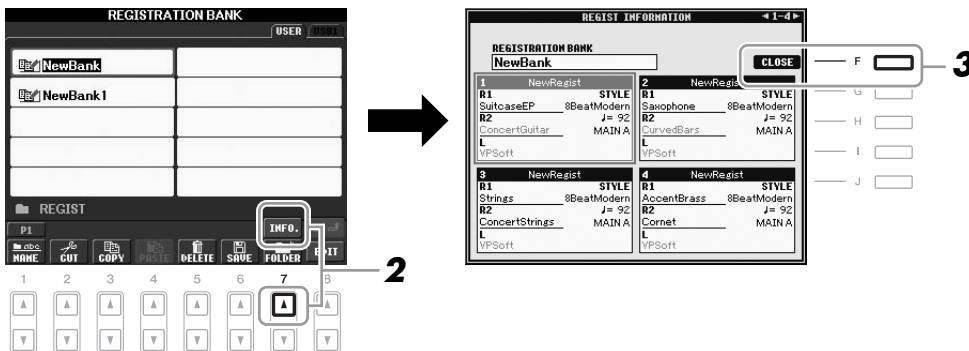 REGISTRATION BANK
USER USB1
NewBank
NewBank1
REGIST
P1 INFO.
abc
NAME CUT COPY PASTE DELETE SAVE FOLDER EDIT
1 2 3 4 5 6 7 8
2
REGIST INFORMATION 1-4
REGISTRATION BANK
NewBank
CLOSE
1 NewRegist
R1 STYLE
SuitcaseEP 8BeatModern
R2 ♩= 92
ConcertGuitar MAIN A
L
VPSoft
2 NewRegist
R1 STYLE
Saxophone 8BeatModern
R2 ♩= 92
CurvedBars MAIN A
L
VPSoft
3 NewRegist
R1 STYLE
Strings 8BeatModern
R2 ♩= 92
ConcertStrings MAIN A
L
VPSoft
4 NewRegist
R1 STYLE
AccentBrass 8BeatModern
R2 ♩= 92
Cornet MAIN A
L
VPSoft
F
G
H
I
J
3